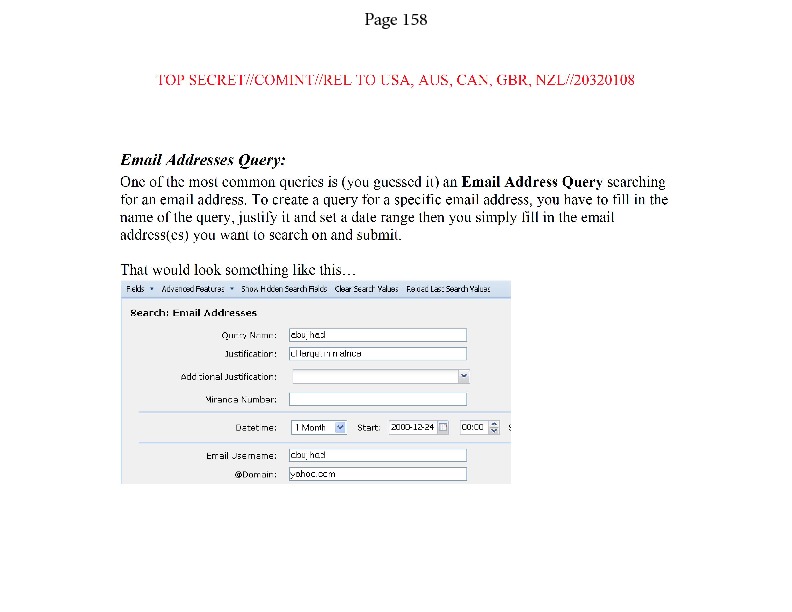 Page 158
TOP SECRET//COMINT//REL TO USA, AUS, CAN, GBR, NZL//20320108
Email Addresses Query:
One of the most common queries is (you guessed it) an Email Address Query searching
for an email address. To create a query for a specific email address, you have to fill in the
name of the query, justify it and set a date range then you simply fill in the email
address(es) you want to search on and submit.
That would look something like this…
Fields Advanced Features Show Hidden Search Fields Clear Search Values Reload Last Search Values
Search: Email Addresses
Query Name: abujihad
Justification: ct target in n africa
Additional Justification:
Miranda Number:
Datetime: 1 Month Start: 2008-12-24 00:00
Email Username: abujihad
@Domain: yahoo.com